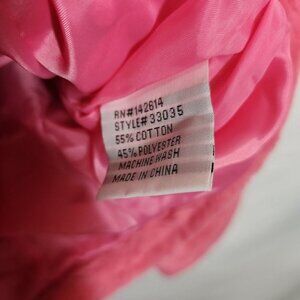 RN#142614
STYLE#33035
55% COTTON
45% POLYESTER
MACHINE WASH
MADE IN CHINA